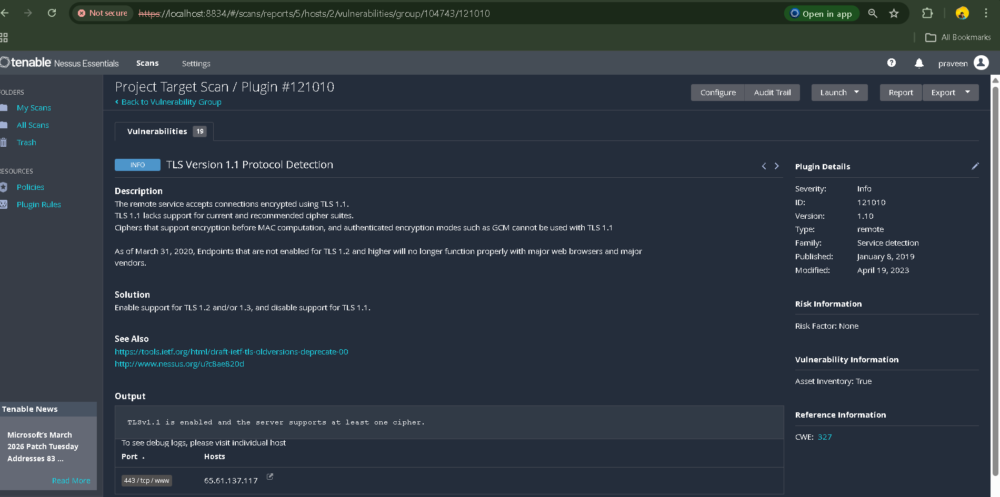 Not secure
https://localhost:8834/#/scans/reports/5/hosts/2/vulnerabilities/group/104743/121010
Open in app
All Bookmarks
tenable Nessus Essentials
Scans
Settings
praveen
FOLDERS
My Scans
All Scans
Trash
RESOURCES
Policies
Plugin Rules
Tenable News
Microsoft's March
2026 Patch Tuesday
Addresses 83 ...
Read More
Project Target Scan / Plugin #121010
Back to Vulnerability Group
Configure
Audit Trail
Launch
Report
Export
Vulnerabilities 19
INFO TLS Version 1.1 Protocol Detection
Description
The remote service accepts connections encrypted using TLS 1.1.
TLS 1.1 lacks support for current and recommended cipher suites.
Ciphers that support encryption before MAC computation, and authenticated encryption modes such as GCM cannot be used with TLS 1.1
As of March 31, 2020, Endpoints that are not enabled for TLS 1.2 and higher will no longer function properly with major web browsers and major
vendors.
Solution
Enable support for TLS 1.2 and/or 1.3, and disable support for TLS 1.1.
See Also
https://tools.ietf.org/html/draft-ietf-tls-oldversions-deprecate-00
http://www.nessus.org/u?c8ae820d
Output
TLSv1.1 is enabled and the server supports at least one cipher.
To see debug logs, please visit individual host
Port Hosts
443 / tcp / www 65.61.137.117
Plugin Details
Severity: Info
ID: 121010
Version: 1.10
Type: remote
Family: Service detection
Published: January 8, 2019
Modified: April 19, 2023
Risk Information
Risk Factor: None
Vulnerability Information
Asset Inventory: True
Reference Information
CWE: 327